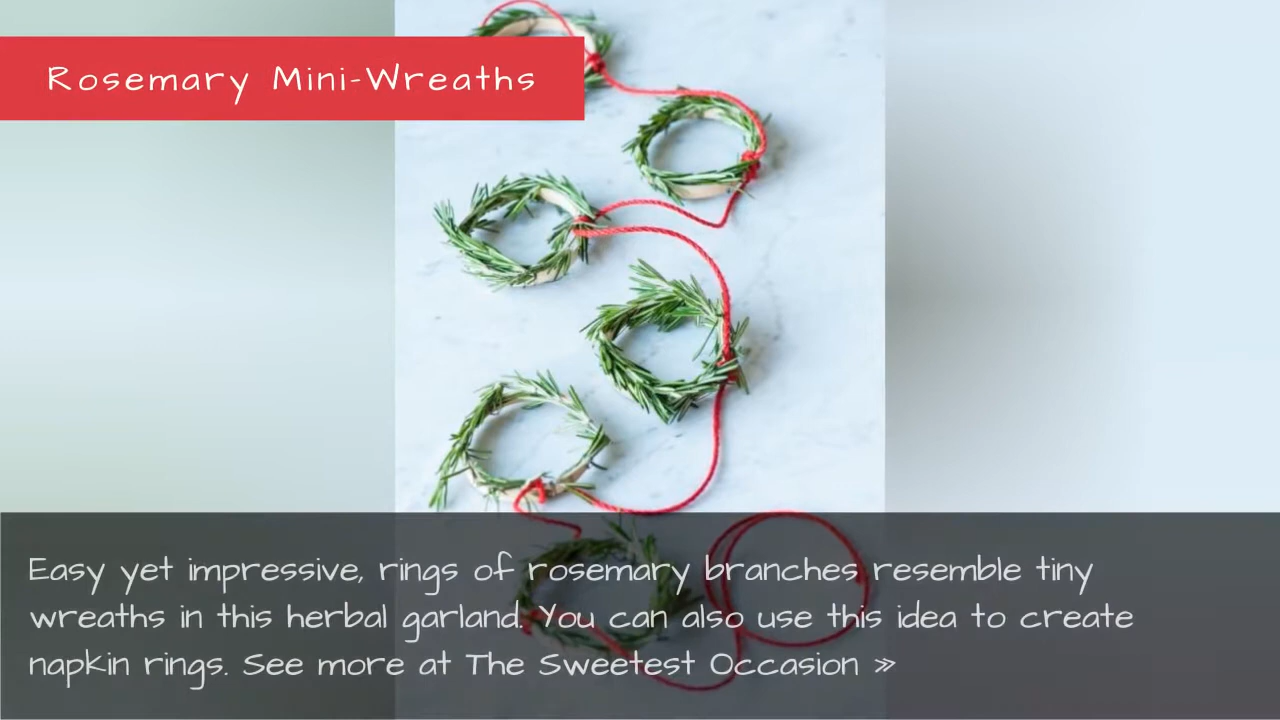 Rosemary Mini-Wreaths
Easy yet impressive, rings of rosemary branches resemble tiny
wreaths in this herbal garland. You can also use this idea to create
napkin rings. See more at The Sweetest Occasion »